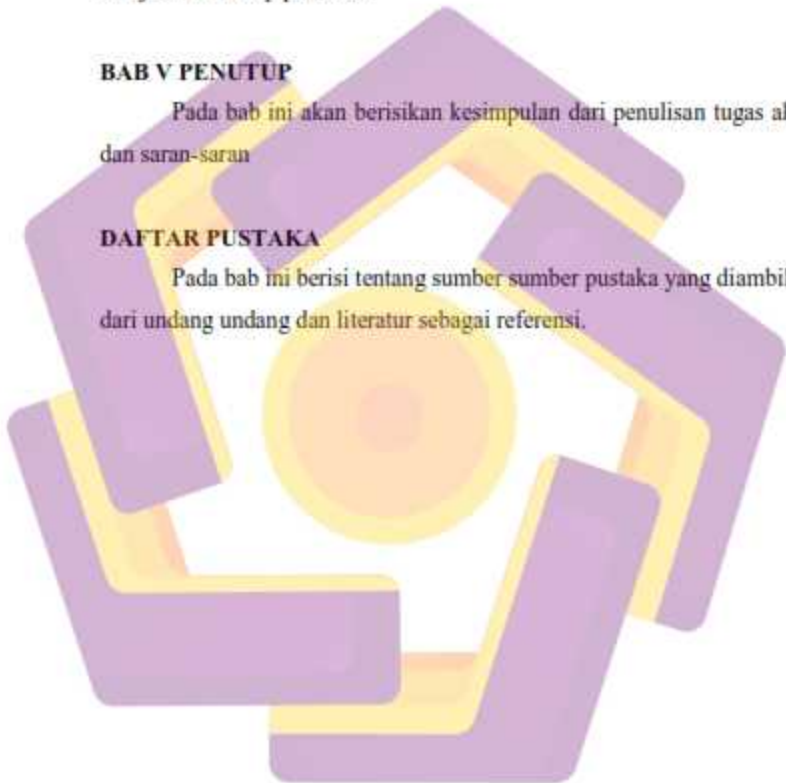 BAB V PENUTUP
Pada bab ini akan berisikan kesimpulan dari penulisan tugas
dan saran-saran
DAFTAR PUSTAKA
Pada bab ini berisi tentang sumber sumber pustaka yang diambil
dari undang undang dan literatur sebagai referensi.